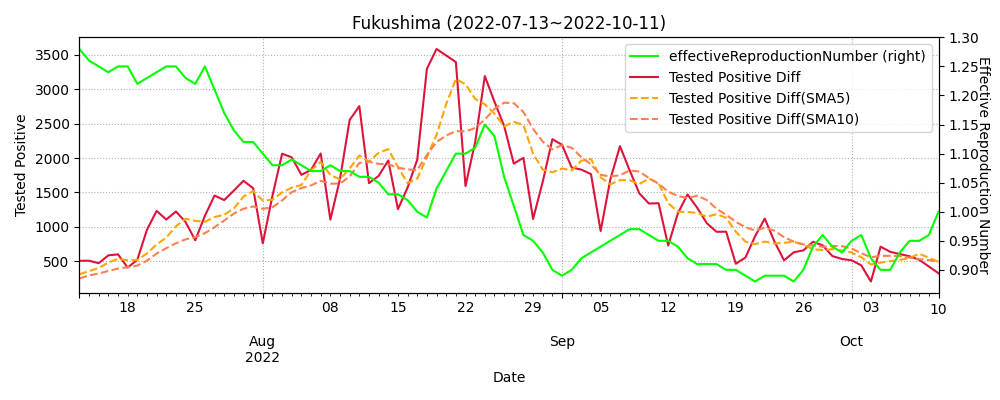 Fukushima (2022-07-13~2022-10-11)
effectiveReproductionNumber (right)
Tested Positive Diff
Tested Positive Diff(SMA5)
Tested Positive Diff(SMA10)
Tested Positive
3500
3000
2500
2000
1500
1000
500
1.30
1.25
1.20
1.15
1.10
1.05
1.00
0.95
0.90
Effective Reproduction Number
18 25 08 15 22 29 05 12 19 26 03 10
Aug Sep Oct
2022
Date